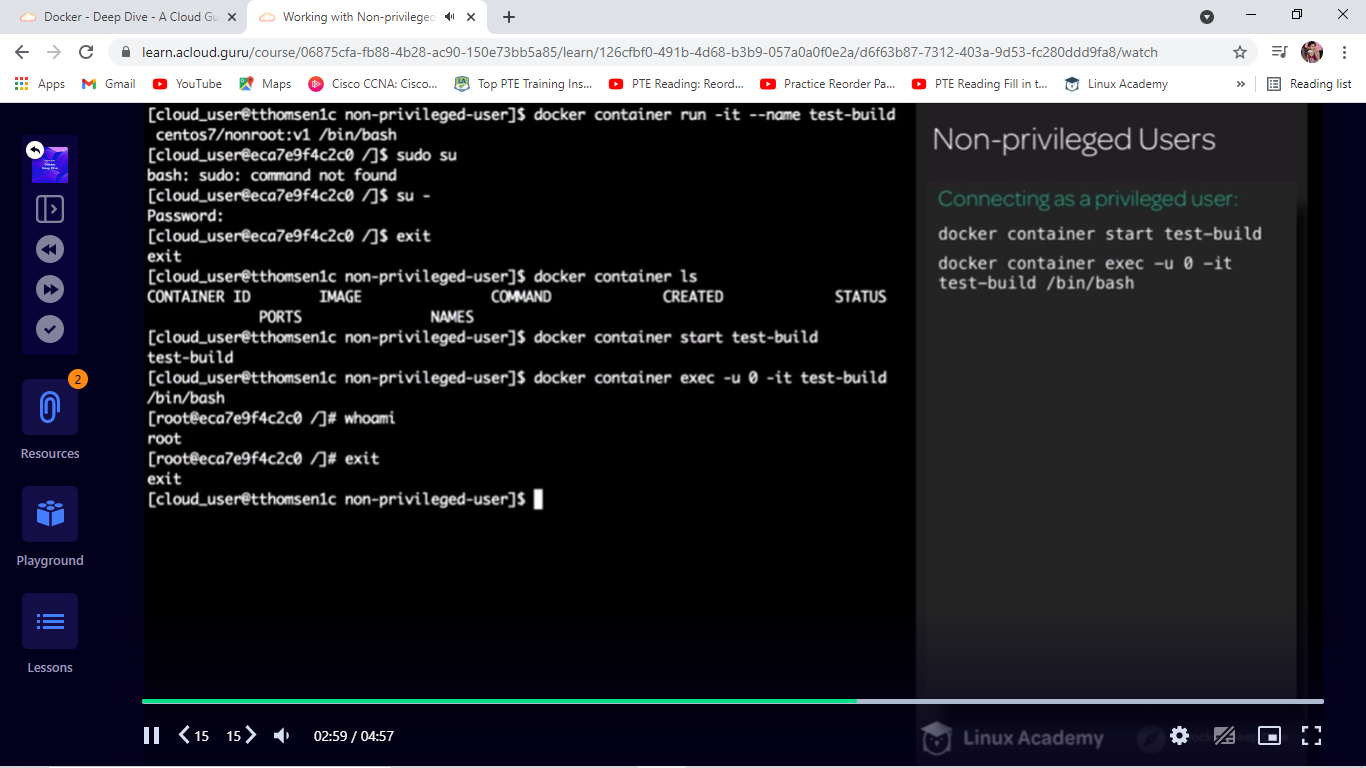 Docker - Deep Dive - A Cloud Gu
Working with Non-privileged
learn.acloud.guru/course/06875cfa-fb88-4b28-ac90-150e73bb5a85/learn/126cfbf0-491b-4d68-b3b9-057a0a0f0e2a/d6f63b87-7312-403a-9d53-fc280ddd9fa8/watch
Apps
Gmail
YouTube
Maps
Cisco CCNA: Cisco...
Top PTE Training Ins...
PTE Reading: Reord...
Practice Reorder Pa...
PTE Reading Fill in t...
Linux Academy
»
Reading list
2
Resources
Playground
Lessons
[cloud_user@tthomsen1c non-privileged-user]$ docker container run -it --name test-build
centos7/nonroot:v1 /bin/bash
[cloud_user@eca7e9f4c2c0 /]$ sudo su
bash: sudo: command not found
[cloud_user@eca7e9f4c2c0 /]$ su -
Password:
[cloud_user@eca7e9f4c2c0 /]$ exit
exit
[cloud_user@tthomsen1c non-privileged-user]$ docker container ls
CONTAINER ID IMAGE COMMAND CREATED STATUS
PORTS NAMES
[cloud_user@tthomsen1c non-privileged-user]$ docker container start test-build
test-build
[cloud_user@tthomsen1c non-privileged-user]$ docker container exec -u 0 -it test-build
/bin/bash
[root@eca7e9f4c2c0 /]# whoami
root
[root@eca7e9f4c2c0 /]# exit
exit
[cloud_user@tthomsen1c non-privileged-user]$
Non-privileged Users
Connecting as a privileged user:
docker container start test-build
docker container exec -u 0 -it
test-build /bin/bash
15
15
02:59 / 04:57
Linux Academy